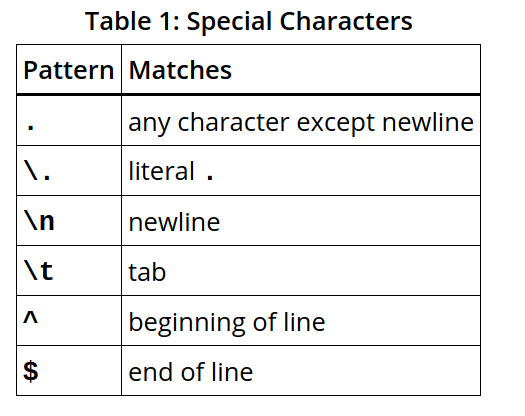 Table 1: Special Characters
Pattern Matches
. any character except newline
\. literal .
\n newline
\t tab
^ beginning of line
$ end of line